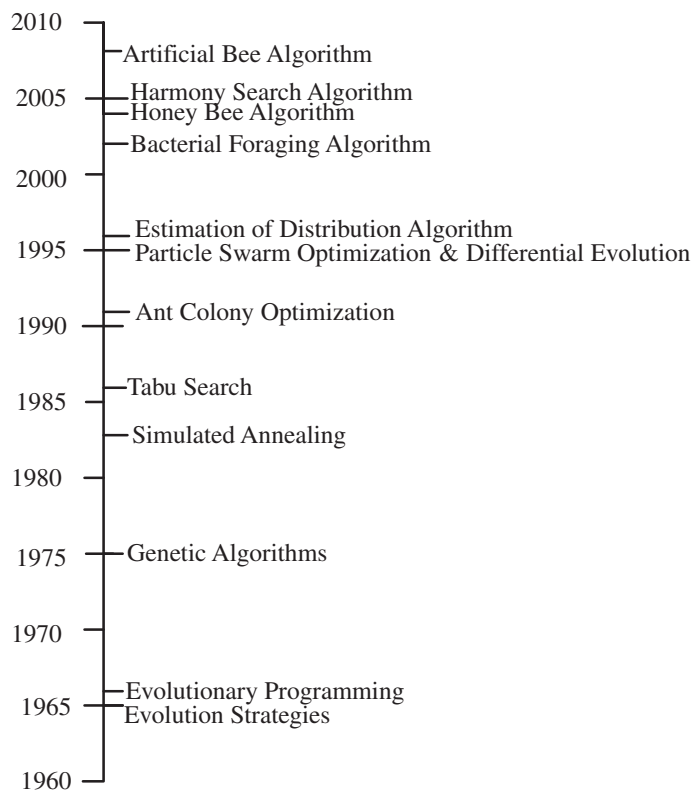 2010
Artificial Bee Algorithm
Harmony Search Algorithm
2005
Honey Bee Algorithm
Bacterial Foraging Algorithm
2000
Estimation of Distribution Algorithm
1995
Particle Swarm Optimization & Differential Evolution
Ant Colony Optimization
1990
Tabu Search
1985
Simulated Annealing
1980
Genetic Algorithms
1975
1970
Evolutionary Programming
1965
Evolution Strategies
1960